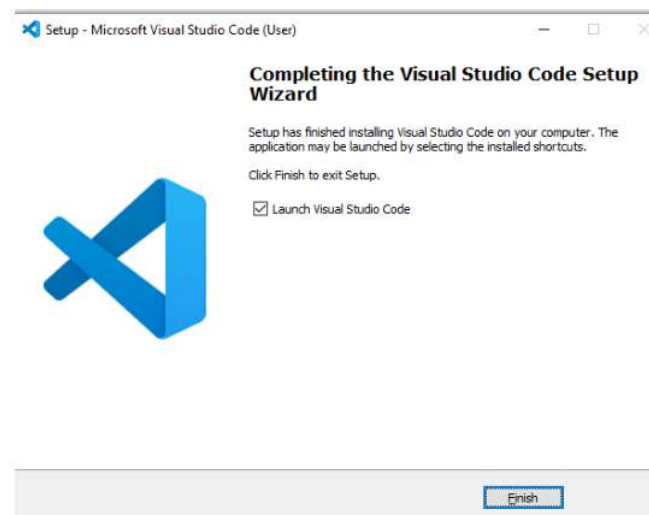 Setup - Microsoft Visual Studio Code (User)
Completing the Visual Studio Code Setup
Wizard
Setup has finished installing Visual Studio Code on your computer. The
application may be launched by selecting the installed shortcuts.
Click Finish to exit Setup.
Launch Visual Studio Code
Finish